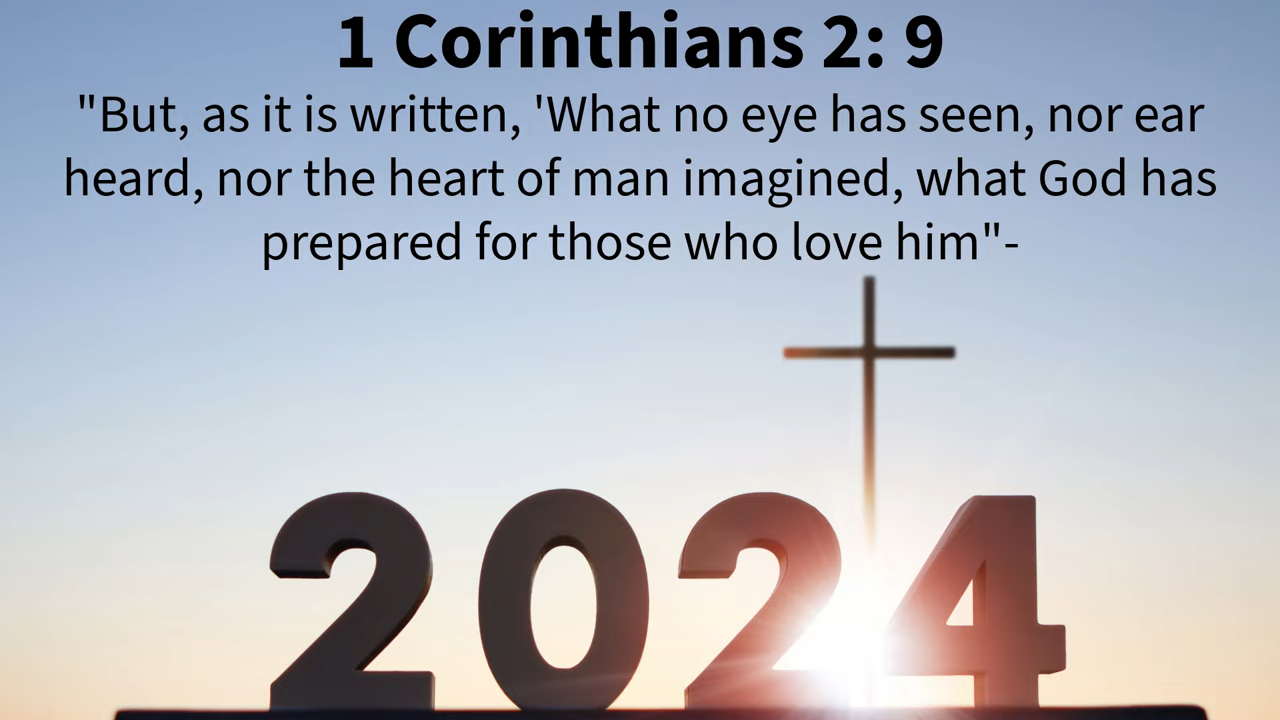 1 Corinthians 2: 9
"But, as it is written, 'What no eye has seen, nor ear
heard, nor the heart of man imagined, what God has
prepared for those who love him"-
2024